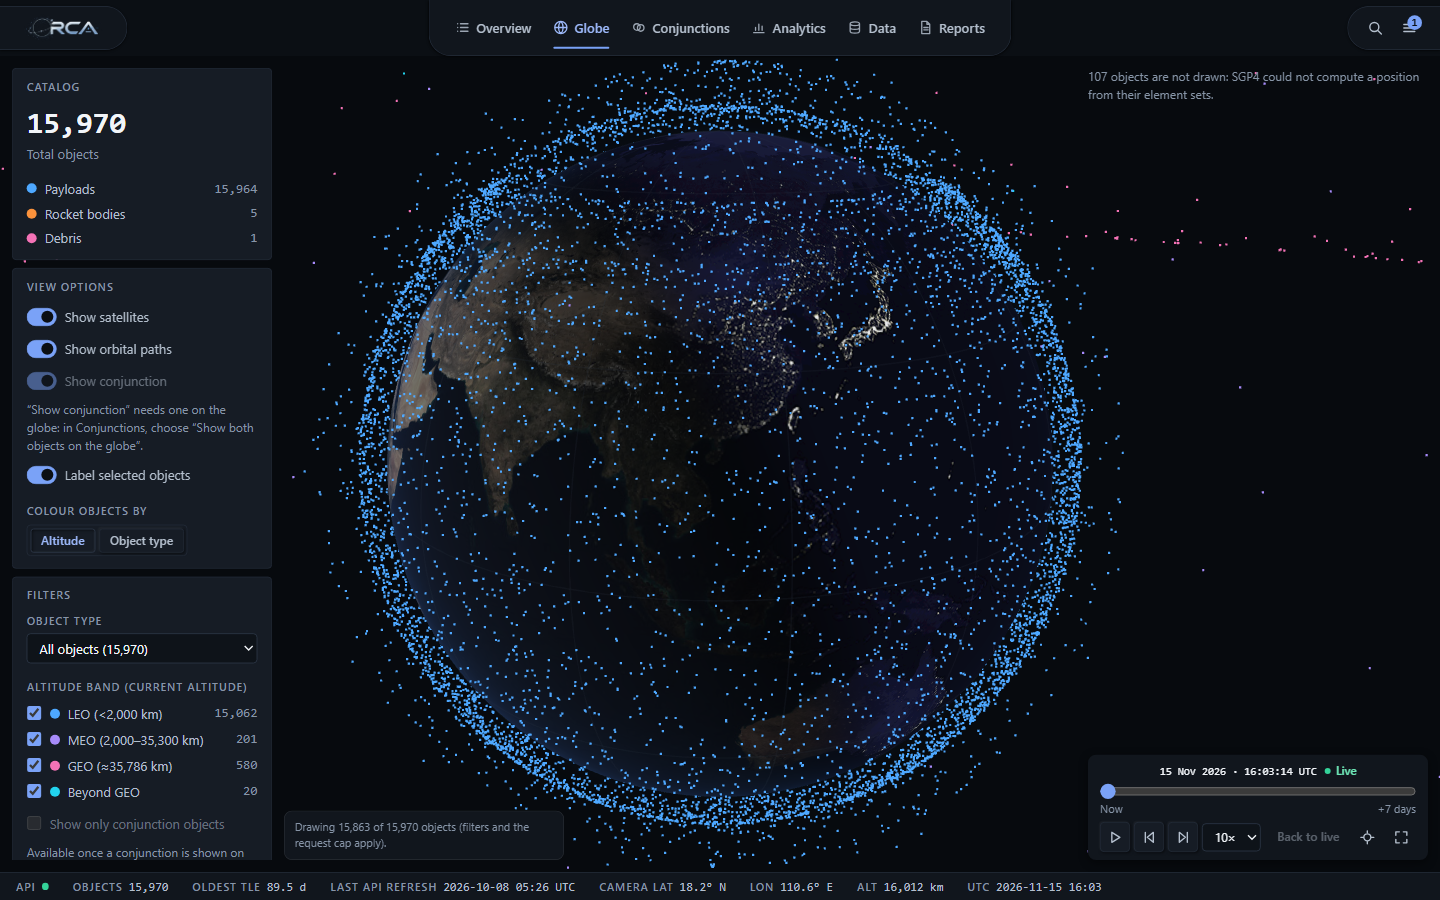 ORCA
Overview
Globe
Conjunctions
Analytics
Data
Reports
1
CATALOG
15,970
Total objects
Payloads 15,964
Rocket bodies 5
Debris 1
VIEW OPTIONS
Show satellites
Show orbital paths
Show conjunction
“Show conjunction” needs one on the
globe: in Conjunctions, choose “Show both
objects on the globe”.
Label selected objects
COLOUR OBJECTS BY
Altitude Object type
FILTERS
OBJECT TYPE
All objects (15,970)
ALTITUDE BAND (CURRENT ALTITUDE)
LEO (<2,000 km) 15,062
MEO (2,000–35,300 km) 201
GEO (≈35,786 km) 580
Beyond GEO 20
Show only conjunction objects
Available once a conjunction is shown on
107 objects are not drawn: SGP4 could not compute a position
from their element sets.
Drawing 15,863 of 15,970 objects (filters and the
request cap apply).
15 Nov 2026 · 16:03:14 UTC Live
Now +7 days
10× Back to live
API OBJECTS 15,970 OLDEST TLE 89.5 d LAST API REFRESH 2026-10-08 05:26 UTC CAMERA LAT 18.2° N LON 110.6° E ALT 16,012 km UTC 2026-11-15 16:03